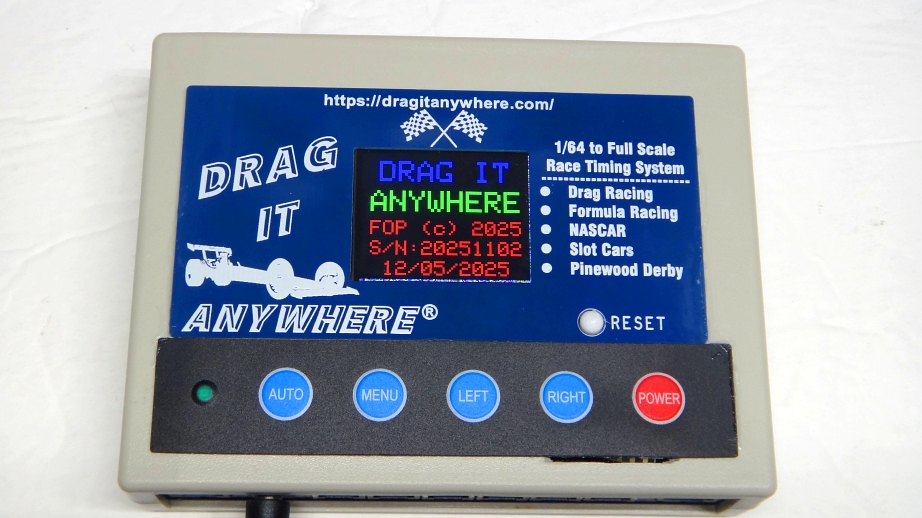 https://dragitanywhere.com/
DRAG
IT
ANYWHERE®
DRAG IT
ANYWHERE
FOP (c) 2025
S/N:20251102
12/05/2025
1/64 to Full Scale
Race Timing System
Drag Racing
Formula Racing
NASCAR
Slot Cars
Pinewood Derby
RESET
AUTO
MENU
LEFT
RIGHT
POWER